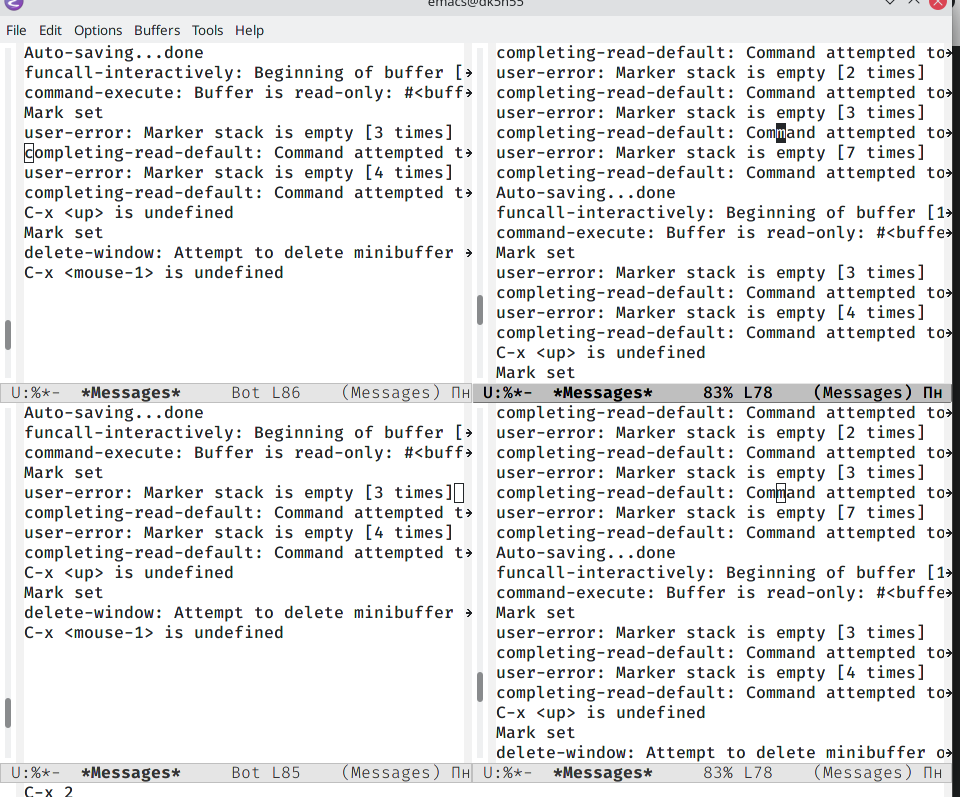 emacs@dk5h55
File Edit Options Buffers Tools Help
Auto-saving...done
funcall-interactively: Beginning of buffer [
command-execute: Buffer is read-only: #<buff
Mark set
user-error: Marker stack is empty [3 times]
completing-read-default: Command attempted t
user-error: Marker stack is empty [4 times]
completing-read-default: Command attempted t
C-x <up> is undefined
Mark set
delete-window: Attempt to delete minibuffer
C-x <mouse-1> is undefined
U:%*- *Messages* Bot L86 (Messages) Пн
completing-read-default: Command attempted to
user-error: Marker stack is empty [2 times]
completing-read-default: Command attempted to
user-error: Marker stack is empty [3 times]
completing-read-default: Command attempted to
user-error: Marker stack is empty [7 times]
completing-read-default: Command attempted to
Auto-saving...done
funcall-interactively: Beginning of buffer [1
command-execute: Buffer is read-only: #<buffe
Mark set
user-error: Marker stack is empty [3 times]
completing-read-default: Command attempted to
user-error: Marker stack is empty [4 times]
completing-read-default: Command attempted to
C-x <up> is undefined
Mark set
U:%*- *Messages* 83% L78 (Messages) Пн
Auto-saving...done
funcall-interactively: Beginning of buffer [
command-execute: Buffer is read-only: #<buff
Mark set
user-error: Marker stack is empty [3 times]
completing-read-default: Command attempted t
user-error: Marker stack is empty [4 times]
completing-read-default: Command attempted t
C-x <up> is undefined
Mark set
delete-window: Attempt to delete minibuffer
C-x <mouse-1> is undefined
U:%*- *Messages* Bot L85 (Messages) Пн
completing-read-default: Command attempted to
user-error: Marker stack is empty [2 times]
completing-read-default: Command attempted to
user-error: Marker stack is empty [3 times]
completing-read-default: Command attempted to
user-error: Marker stack is empty [7 times]
completing-read-default: Command attempted to
Auto-saving...done
funcall-interactively: Beginning of buffer [1
command-execute: Buffer is read-only: #<buffe
Mark set
user-error: Marker stack is empty [3 times]
completing-read-default: Command attempted to
user-error: Marker stack is empty [4 times]
completing-read-default: Command attempted to
C-x <up> is undefined
Mark set
delete-window: Attempt to delete minibuffer o
U:%*- *Messages* 83% L78 (Messages) Пн
C-x 2